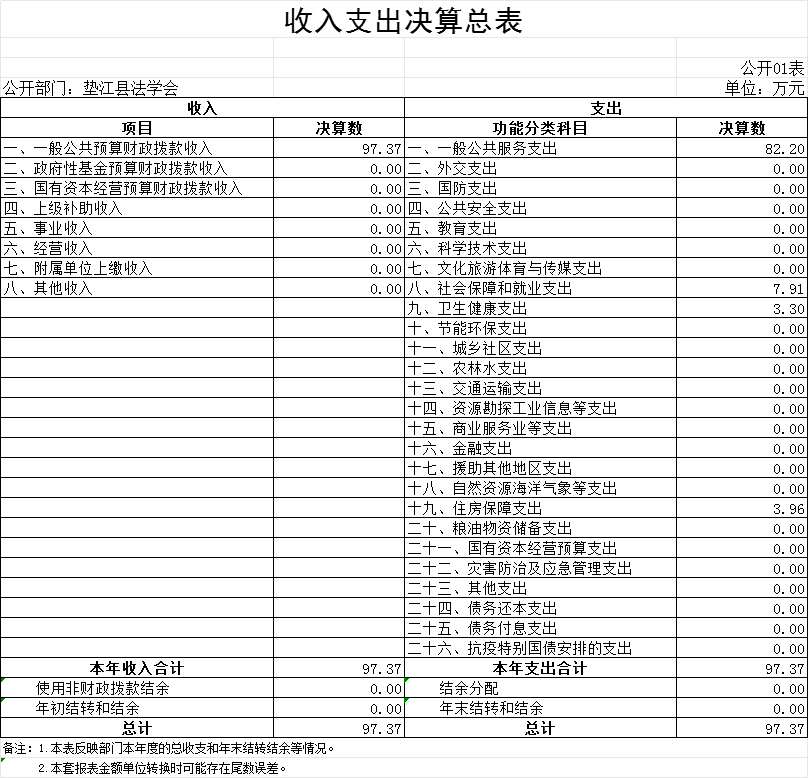 收入支出决算总表
公开01表
公开部门：垫江县法学会 单位：万元
收入 支出
项目 决算数 功能分类科目 决算数
一、一般公共预算财政拨款收入 97.37 一、一般公共服务支出 82.20
二、政府性基金预算财政拨款收入 0.00 二、外交支出 0.00
三、国有资本经营预算财政拨款收入 0.00 三、国防支出 0.00
四、上级补助收入 0.00 四、公共安全支出 0.00
五、事业收入 0.00 五、教育支出 0.00
六、经营收入 0.00 六、科学技术支出 0.00
七、附属单位上缴收入 0.00 七、文化旅游体育与传媒支出 0.00
八、其他收入 0.00 八、社会保障和就业支出 7.91
九、卫生健康支出 3.30
十、节能环保支出 0.00
十一、城乡社区支出 0.00
十二、农林水支出 0.00
十三、交通运输支出 0.00
十四、资源勘探工业信息等支出 0.00
十五、商业服务业等支出 0.00
十六、金融支出 0.00
十七、援助其他地区支出 0.00
十八、自然资源海洋气象等支出 0.00
十九、住房保障支出 3.96
二十、粮油物资储备支出 0.00
二十一、国有资本经营预算支出 0.00
二十二、灾害防治及应急管理支出 0.00
二十三、其他支出 0.00
二十四、债务还本支出 0.00
二十五、债务付息支出 0.00
二十六、抗疫特别国债安排的支出 0.00
本年收入合计 97.37 本年支出合计 97.37
使用非财政拨款结余 0.00 结余分配 0.00
年初结转和结余 0.00 年末结转和结余 0.00
总计 97.37 总计 97.37
备注：1.本表反映部门本年度的总收支和年末结转结余等情况。
2.本套报表金额单位转换时可能存在尾数误差。